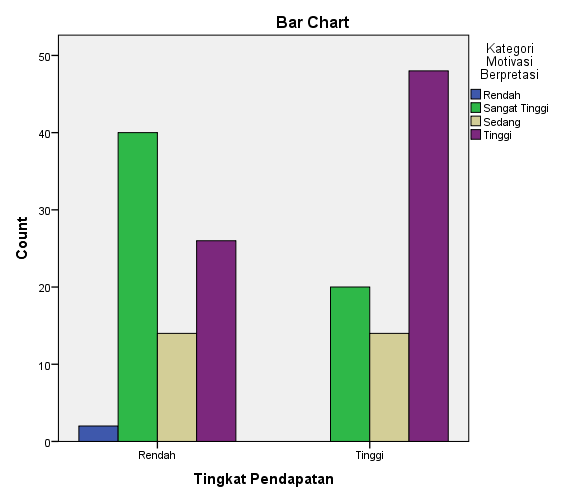 Bar Chart
Kategori
Motivasi
Berpretasi
Rendah
Sangat Tinggi
Sedang
Tinggi
50
40
30
20
10
0
Count
Rendah
Tinggi
Tingkat Pendapatan